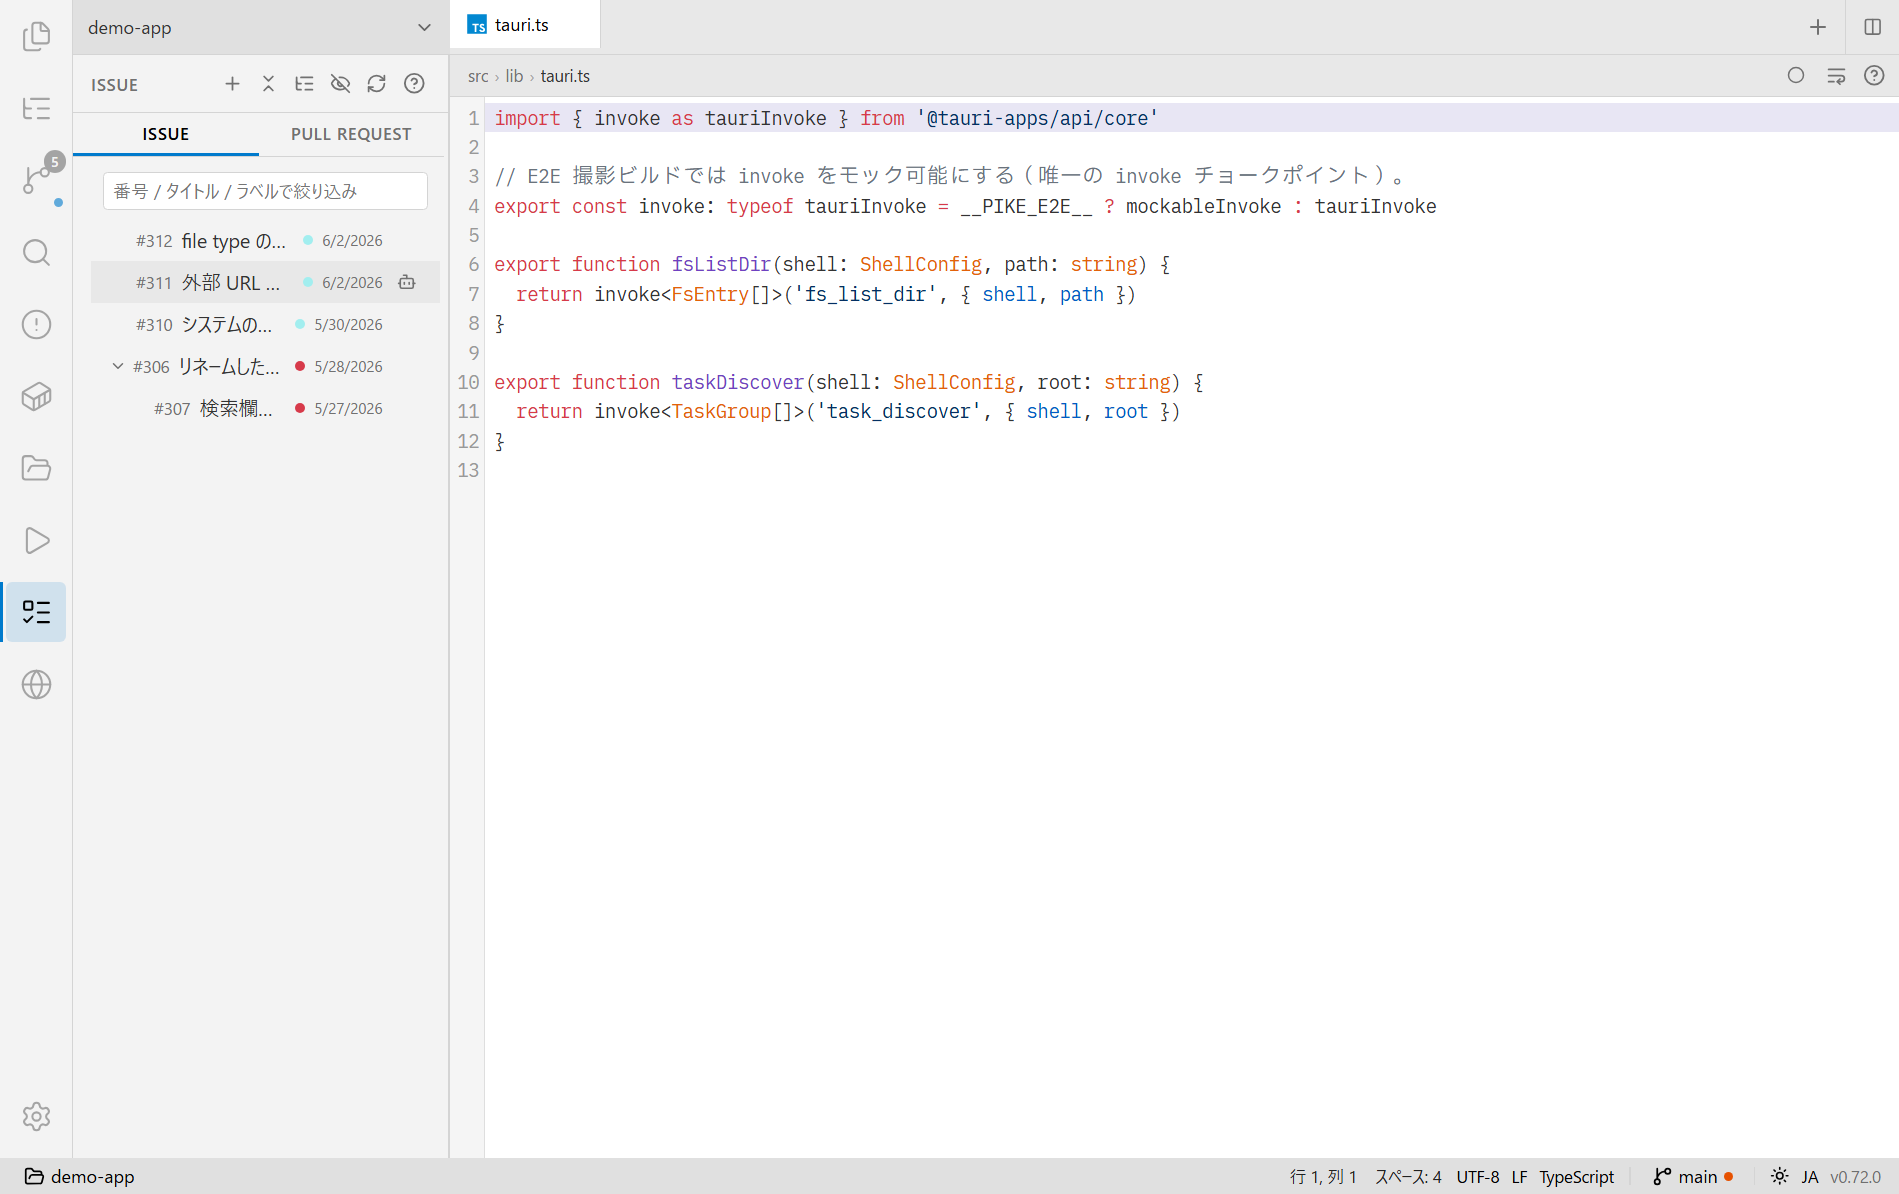 demo-app
ISSUE
ISSUE
PULL REQUEST
5
番号 / タイトル / ラベルで絞り込み
#312 file type の... 6/2/2026
#311 外部 URL ... 6/2/2026
#310 システムの... 5/30/2026
#306 リネームした... 5/28/2026
#307 検索欄... 5/27/2026
TS tauri.ts
src › lib › tauri.ts
1 import { invoke as tauriInvoke } from '@tauri-apps/api/core'
2
3 // E2E 撮影ビルドでは invoke をモック可能にする（唯一の invoke チョークポイント）。
4 export const invoke: typeof tauriInvoke = __PIKE_E2E__ ? mockableInvoke : tauriInvoke
5
6 export function fsListDir(shell: ShellConfig, path: string) {
7   return invoke<FsEntry[]>('fs_list_dir', { shell, path })
8 }
9
10 export function taskDiscover(shell: ShellConfig, root: string) {
11   return invoke<TaskGroup[]>('task_discover', { shell, root })
12 }
13
demo-app
行 1, 列 1 スペース: 4 UTF-8 LF TypeScript main JA v0.72.0